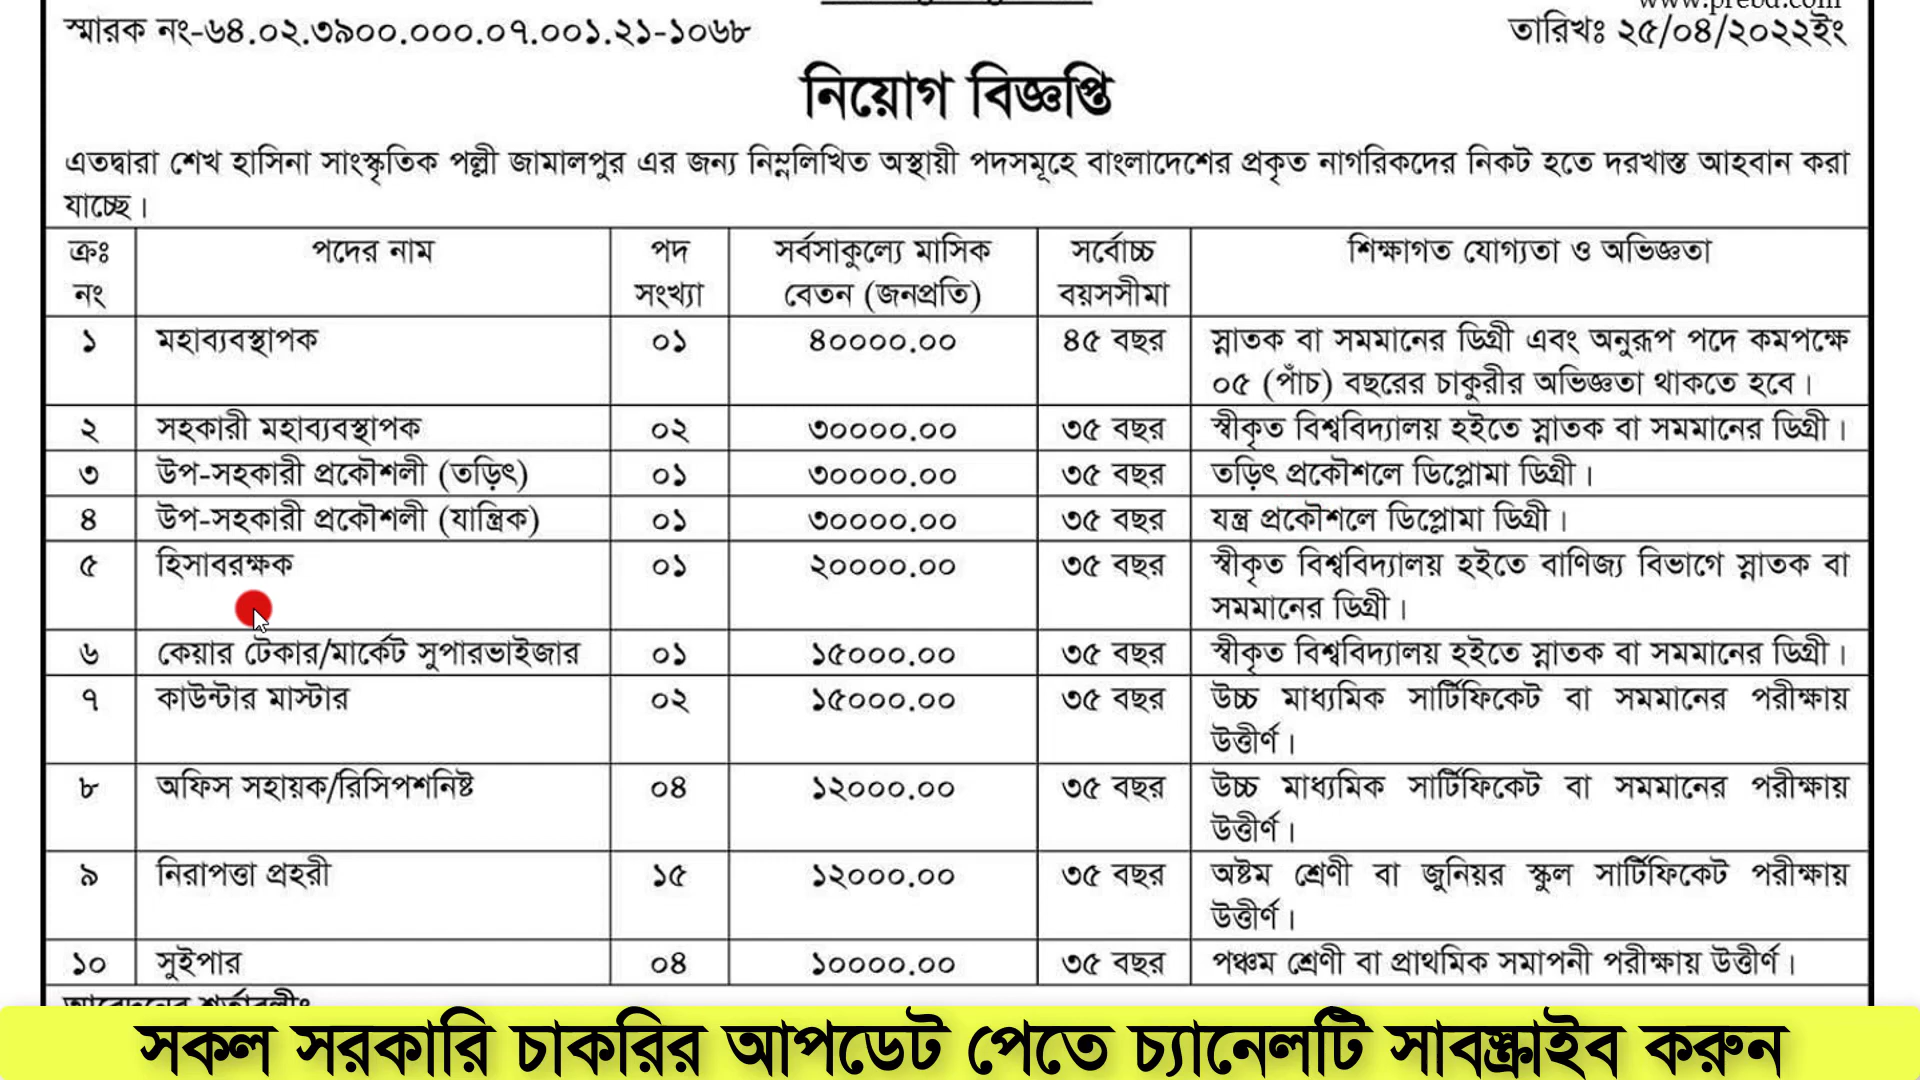 www.prebd.com
স্মারক নং-৬৪.০২.৩৯০০.০০০.০৭.০০১.২১-১০৬৮ তারিখঃ ২৫/০৪/২০২২ইং
নিয়োগ বিজ্ঞপ্তি
এতদ্বারা শেখ হাসিনা সাংস্কৃতিক পল্লী জামালপুর এর জন্য নিম্নলিখিত অস্থায়ী পদসমূহে বাংলাদেশের প্রকৃত নাগরিকদের নিকট হতে দরখাস্ত আহবান করা
যাচ্ছে।
ক্রঃ নং পদের নাম পদ সংখ্যা সর্বসাকুল্যে মাসিক বেতন (জনপ্রতি) সর্বোচ্চ বয়সসীমা শিক্ষাগত যোগ্যতা ও অভিজ্ঞতা
১ মহাব্যবস্থাপক ০১ ৪০০০০.০০ ৪৫ বছর স্নাতক বা সমমানের ডিগ্রী এবং অনুরূপ পদে কমপক্ষে
০৫ (পাঁচ) বছরের চাকুরীর অভিজ্ঞতা থাকতে হবে।
২ সহকারী মহাব্যবস্থাপক ০২ ৩০০০০.০০ ৩৫ বছর স্বীকৃত বিশ্ববিদ্যালয় হইতে স্নাতক বা সমমানের ডিগ্রী।
৩ উপ-সহকারী প্রকৌশলী (তড়িৎ) ০১ ৩০০০০.০০ ৩৫ বছর তড়িৎ প্রকৌশলে ডিপ্লোমা ডিগ্রী।
৪ উপ-সহকারী প্রকৌশলী (যান্ত্রিক) ০১ ৩০০০০.০০ ৩৫ বছর যন্ত্র প্রকৌশলে ডিপ্লোমা ডিগ্রী।
৫ হিসাবরক্ষক ০১ ২০০০০.০০ ৩৫ বছর স্বীকৃত বিশ্ববিদ্যালয় হইতে বাণিজ্য বিভাগে স্নাতক বা
সমমানের ডিগ্রী।
৬ কেয়ার টেকার/মার্কেট সুপারভাইজার ০১ ১৫০০০.০০ ৩৫ বছর স্বীকৃত বিশ্ববিদ্যালয় হইতে স্নাতক বা সমমানের ডিগ্রী।
৭ কাউন্টার মাস্টার ০২ ১৫০০০.০০ ৩৫ বছর উচ্চ মাধ্যমিক সার্টিফিকেট বা সমমানের পরীক্ষায়
উত্তীর্ণ।
৮ অফিস সহায়ক/রিসিপশনিষ্ট ০৪ ১২০০০.০০ ৩৫ বছর উচ্চ মাধ্যমিক সার্টিফিকেট বা সমমানের পরীক্ষায়
উত্তীর্ণ।
৯ নিরাপত্তা প্রহরী ১৫ ১২০০০.০০ ৩৫ বছর অষ্টম শ্রেণী বা জুনিয়র স্কুল সার্টিফিকেট পরীক্ষায়
উত্তীর্ণ।
১০ সুইপার ০৪ ১০০০০.০০ ৩৫ বছর পঞ্চম শ্রেণী বা প্রাথমিক সমাপনী পরীক্ষায় উত্তীর্ণ।
আবেদনের শর্তাবলীঃ
সকল সরকারি চাকরির আপডেট পেতে চ্যানেলটি সাবস্ক্রাইব করুন